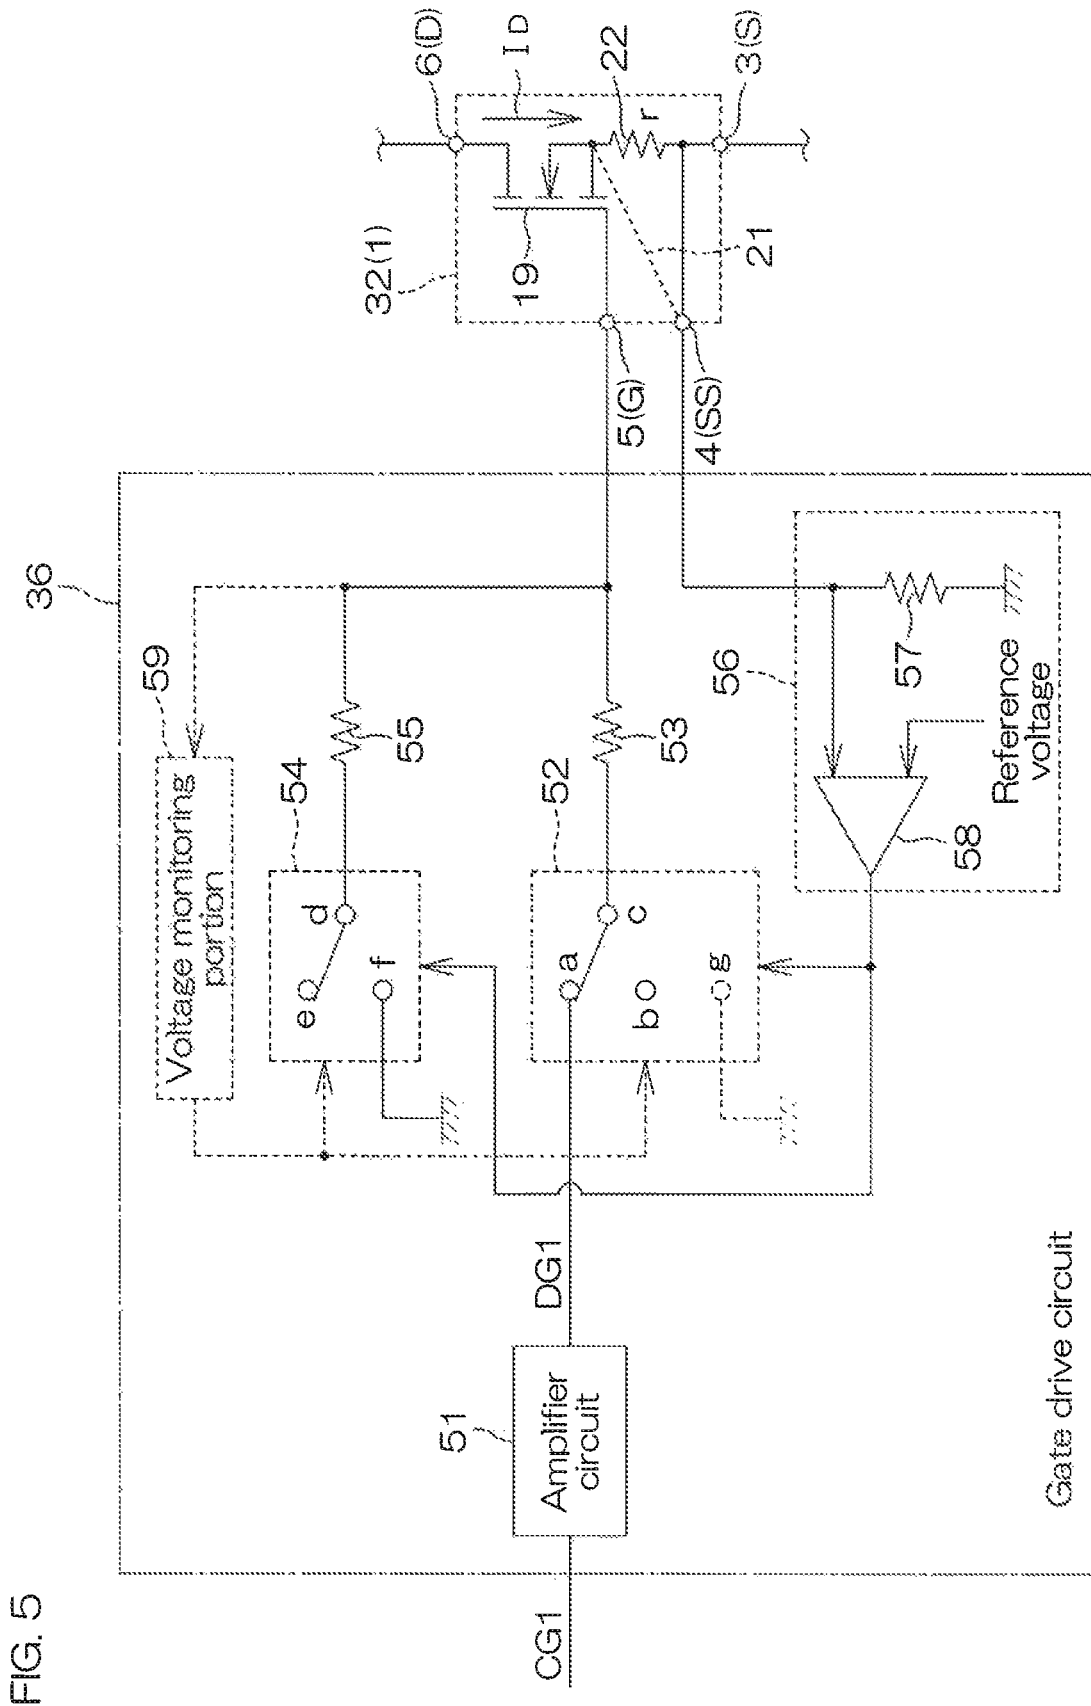 FIG. 5
36
59
Voltage monitoring
portion
54
e
d
f
55
52
a
b
c
g
53
CG1
51
Amplifier
circuit
DG1
56
57
58
Reference
voltage
Gate drive circuit
32(1)
6(D)
ID
19
22
r
21
3(S)
5(G)
4(SS)